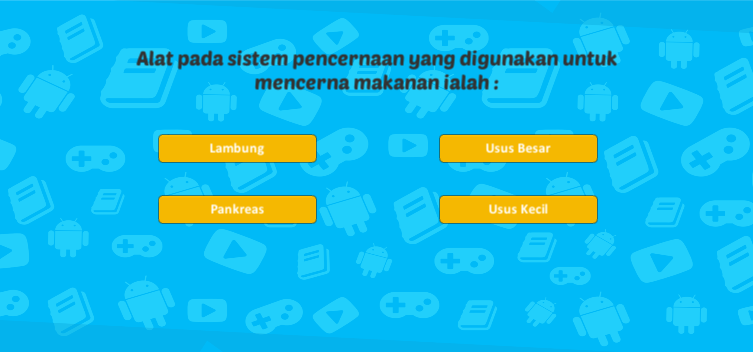 Alat pada sistem pencernaan yang digunakan untuk
mencerna makanan ialah :
Lambung
Usus Besar
Pankreas
Usus Kecil